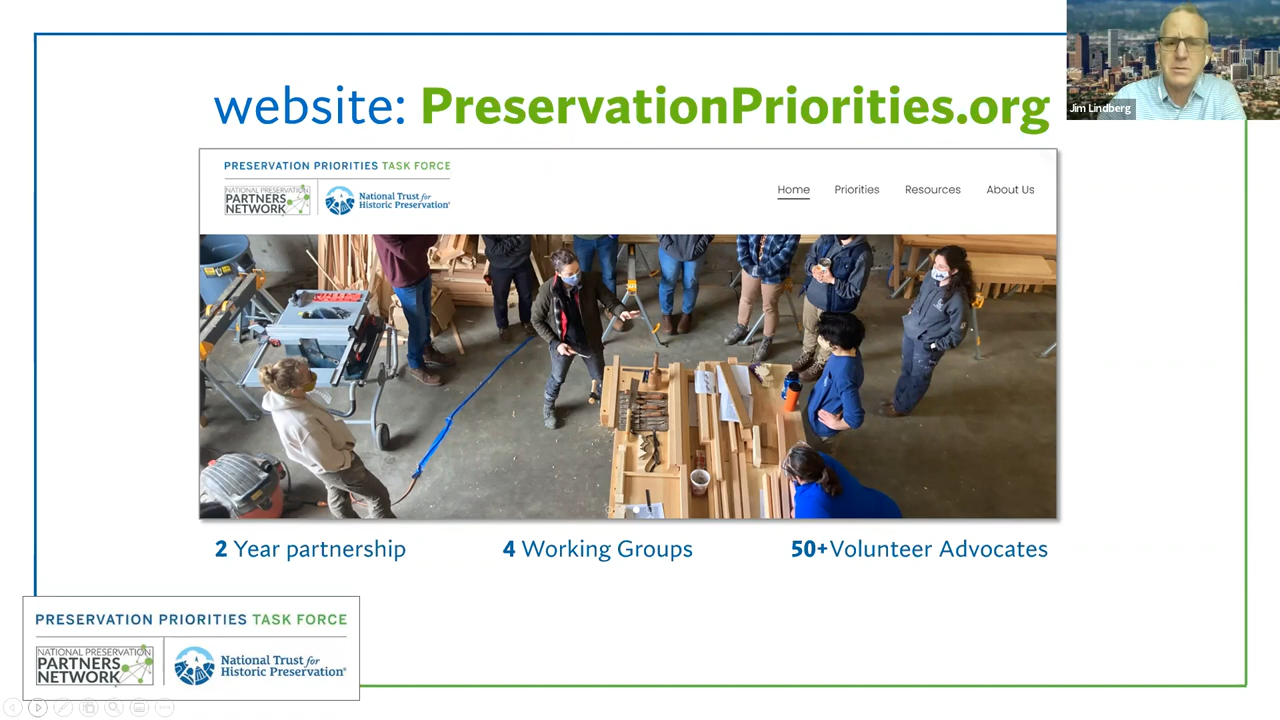 website: PreservationPriorities.org
Jim Lindberg
PRESERVATION PRIORITIES TASK FORCE
NATIONAL PRESERVATION
PARTNERS
NETWORK
National Trust for
Historic Preservation®
Home Priorities Resources About Us
2 Year partnership
4 Working Groups
50+Volunteer Advocates
PRESERVATION PRIORITIES TASK FORCE
NATIONAL PRESERVATION
PARTNERS
NETWORK
National Trust for
Historic Preservation®